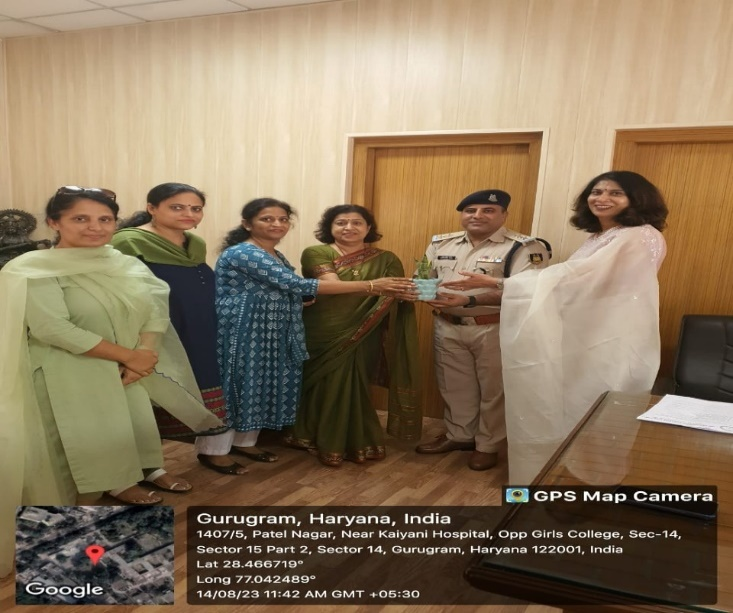 GPS Map Camera
Gurugram, Haryana, India
1407/5, Patel Nagar, Near Kaiyani Hospital, Opp Girls College, Sec-14,
Sector 15 Part 2, Sector 14, Gurugram, Haryana 122001, India
Lat 28.466719°
Long 77.042489°
14/08/23 11:42 AM GMT +05:30
Google